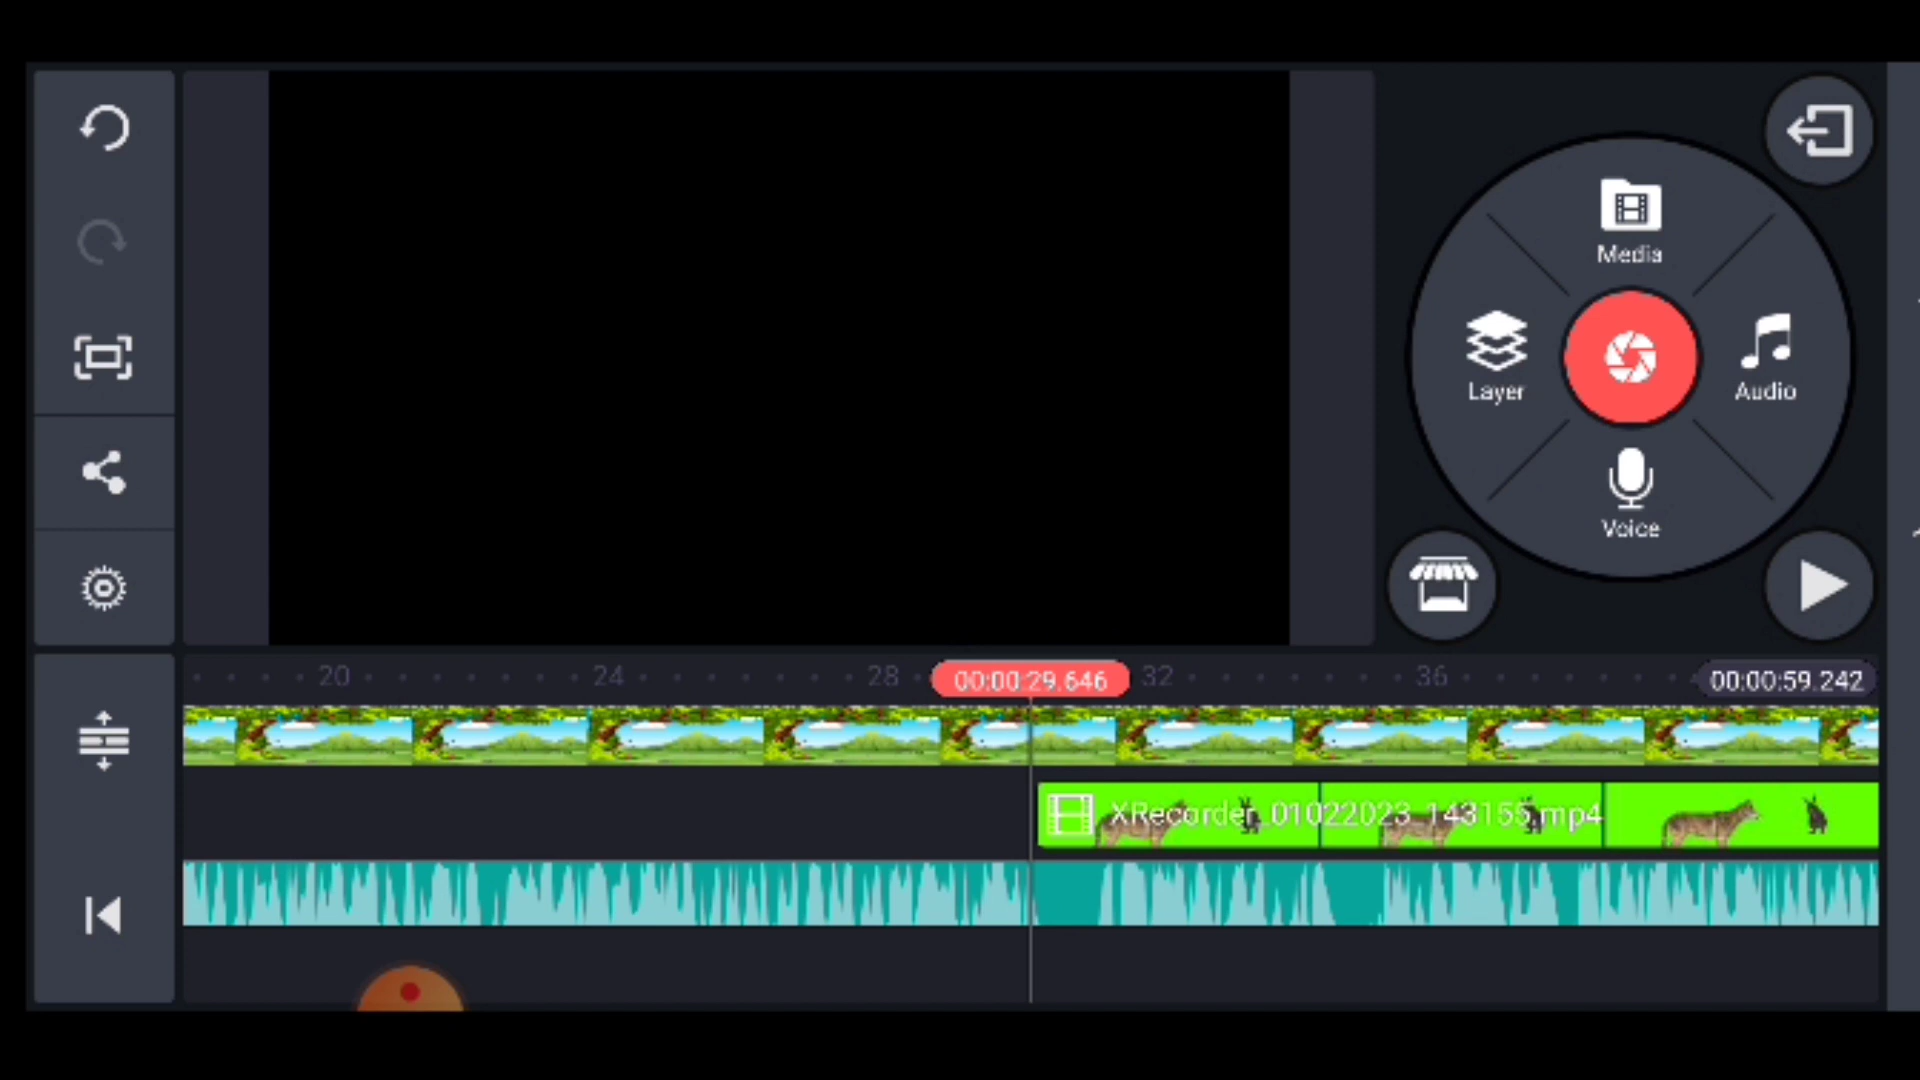 Media
Layer
Audio
Voice
20
24
28
00:00:29.646
32
36
00:00:59.242
XRecorder_01022023_143155.mp4